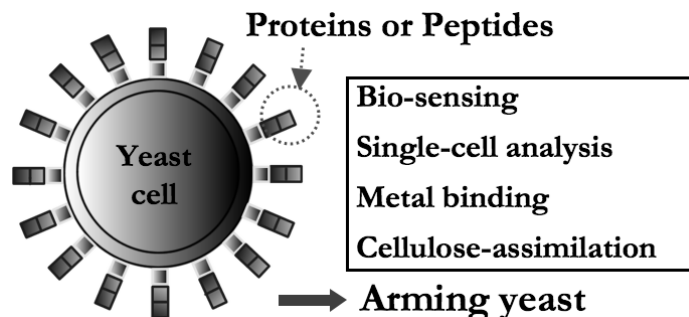 Proteins or Peptides
Yeast
cell
Bio-sensing
Single-cell analysis
Metal binding
Cellulose-assimilation
Arming yeast